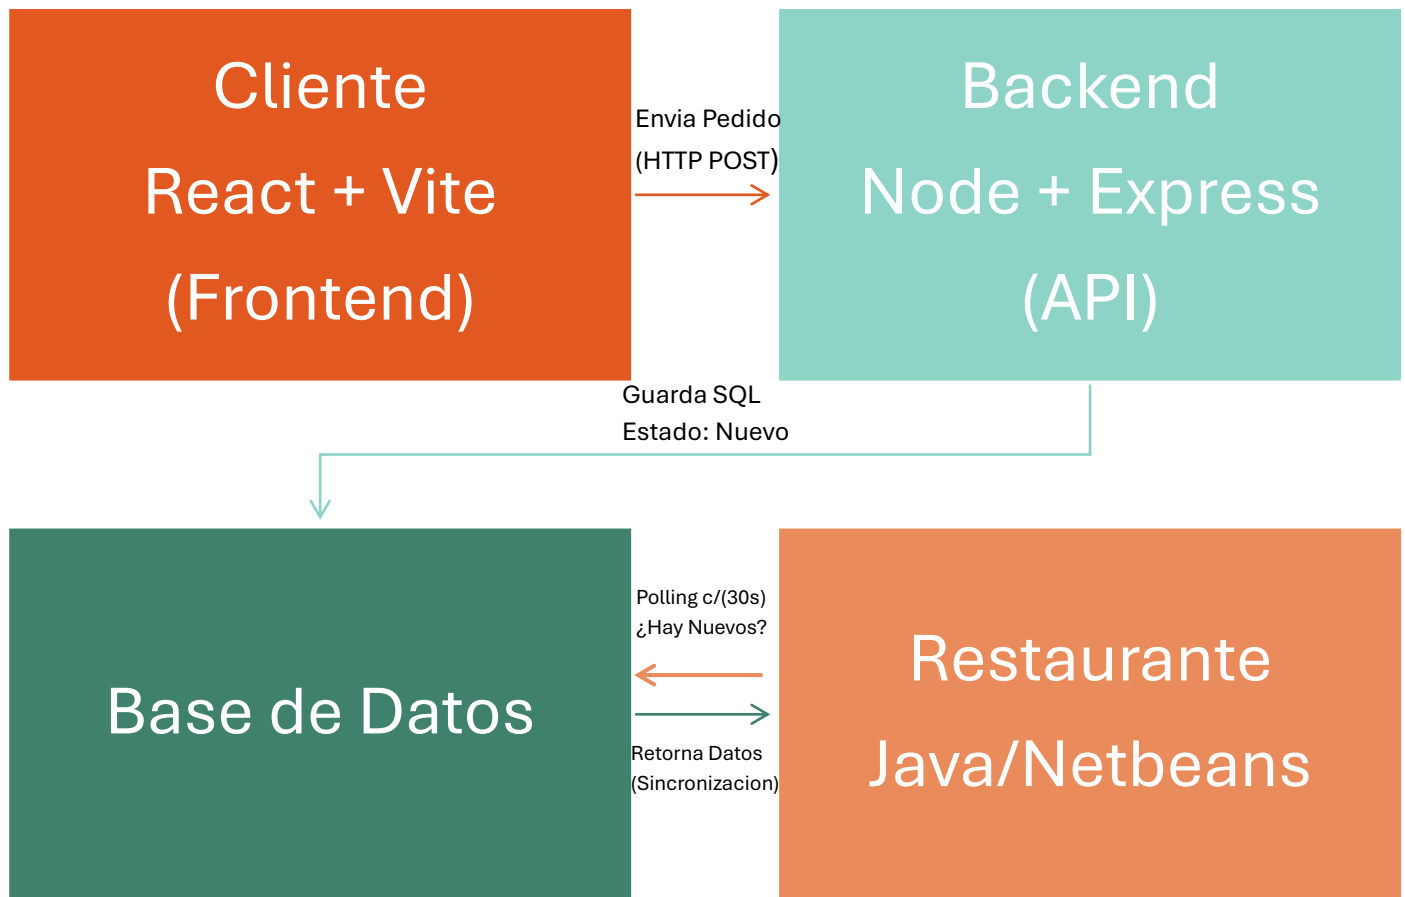 Cliente
React + Vite
(Frontend)
Envia Pedido
(HTTP POST)
Backend
Node + Express
(API)
Guarda SQL
Estado: Nuevo
Base de Datos
Polling c/(30s)
¿Hay Nuevos?
Retorna Datos
(Sincronizacion)
Restaurante
Java/Netbeans